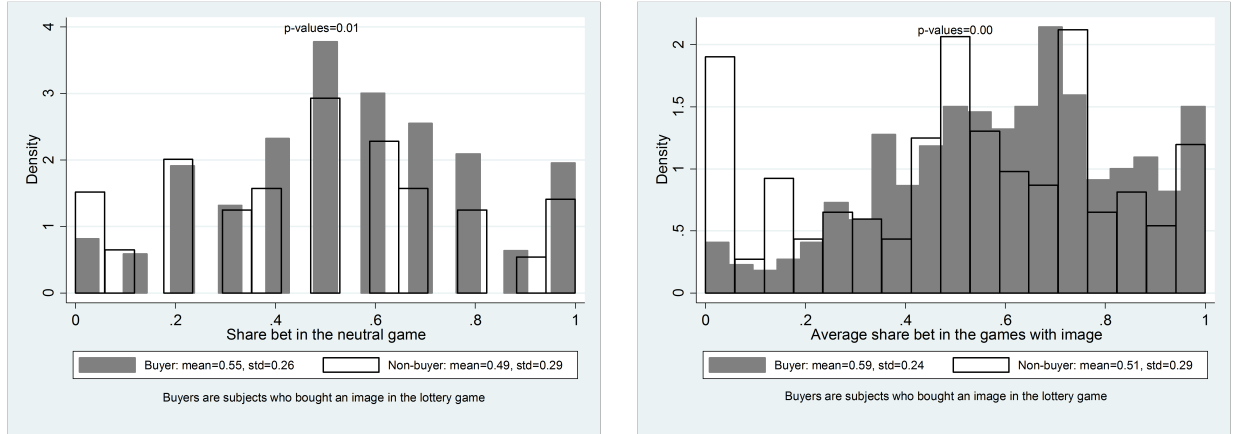 p-values=0.01
4
3
2
1
0
Density
0 .2 .4 .6 .8 1
Share bet in the neutral game
Buyer: mean=0.55, std=0.26 Non-buyer: mean=0.49, std=0.29
Buyers are subjects who bought an image in the lottery game
p-values=0.00
2
1.5
1
.5
0
Density
0 .2 .4 .6 .8 1
Average share bet in the games with image
Buyer: mean=0.59, std=0.24 Non-buyer: mean=0.51, std=0.29
Buyers are subjects who bought an image in the lottery game